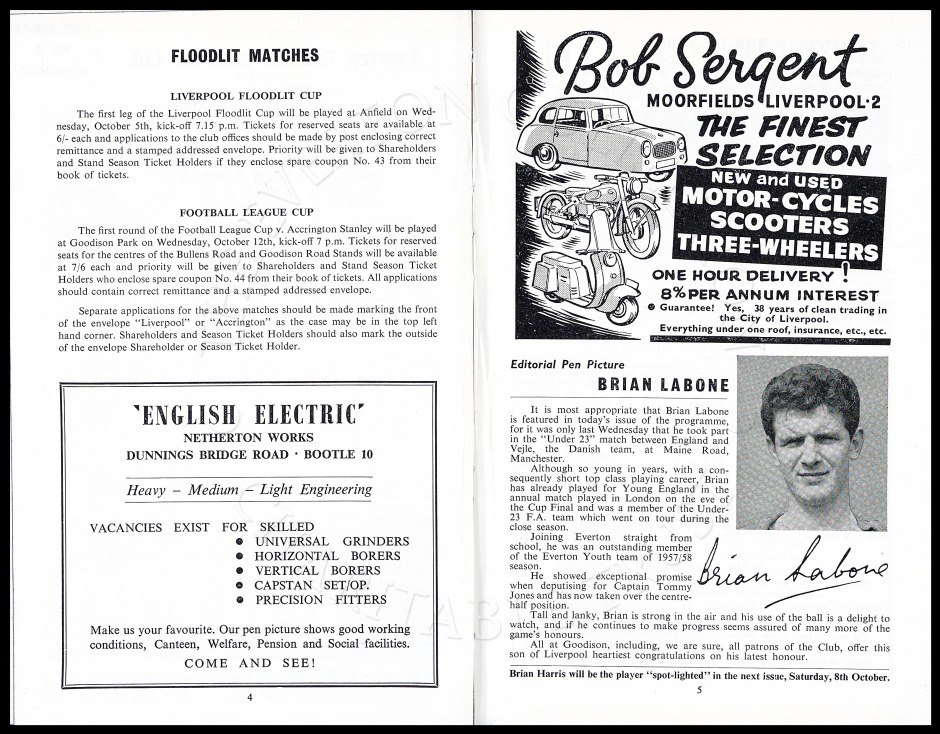 FLOODLIT MATCHES
LIVERPOOL FLOODLIT CUP
The first leg of the Liverpool Floodlit Cup will be played at Anfield on Wed-
nesday, October 5th, kick-off 7.15 p.m. Tickets for reserved seats are available at
6/- each and applications to the club offices should be made by post enclosing correct
remittance and a stamped addressed envelope. Priority will be given to Shareholders
and Stand Season Ticket Holders if they enclose spare coupon No. 43 from their
book of tickets.
FOOTBALL LEAGUE CUP
The first round of the Football League Cup v. Accrington Stanley will be played
at Goodison Park on Wednesday, October 12th, kick-off 7 p.m. Tickets for reserved
seats for the centres of the Bullens Road and Goodison Road Stands will be available
at 7/6 each and priority will be given to Shareholders and Stand Season Ticket
Holders who enclose spare coupon No. 44 from their book of tickets. All applications
should contain correct remittance and a stamped addressed envelope.
Separate applications for the above matches should be made marking the front
of the envelope "Liverpool" or "Accrington" as the case may be in the top left
hand corner. Shareholders and Season Ticket Holders should also mark the outside
of the envelope Shareholder or Season Ticket Holder.
'ENGLISH ELECTRIC'
NETHERTON WORKS
DUNNINGS BRIDGE ROAD · BOOTLE 10
Heavy – Medium – Light Engineering
VACANCIES EXIST FOR SKILLED
● UNIVERSAL GRINDERS
● HORIZONTAL BORERS
● VERTICAL BORERS
● CAPSTAN SET/OP.
● PRECISION FITTERS
Make us your favourite. Our pen picture shows good working
conditions, Canteen, Welfare, Pension and Social facilities.
COME AND SEE!
4
Bob Sergent
MOORFIELDS LIVERPOOL·2
THE FINEST
SELECTION
NEW and USED
MOTOR-CYCLES
SCOOTERS
THREE-WHEELERS
ONE HOUR DELIVERY!
8% PER ANNUM INTEREST
● Guarantee! Yes, 38 years of clean trading in
the City of Liverpool.
Everything under one roof, insurance, etc., etc.
Editorial Pen Picture
BRIAN LABONE
It is most appropriate that Brian Labone
is featured in today's issue of the programme,
for it was only last Wednesday that he took part
in the "Under 23" match between England and
Vejle, the Danish team, at Maine Road,
Manchester.
Although so young in years, with a con-
sequently short top class playing career, Brian
has already played for Young England in the
annual match played in London on the eve of
the Cup Final and was a member of the Under-
23 F.A. team which went on tour during the
close season.
Joining Everton straight from
school, he was an outstanding member
of the Everton Youth team of 1957/58
season.
He showed exceptional promise
when deputising for Captain Tommy
Jones and has now taken over the centre-
half position.
Brian Labone
Tall and lanky, Brian is strong in the air and his use of the ball is a delight to
watch, and if he continues to make progress seems assured of many more of the
game's honours.
All at Goodison, including, we are sure, all patrons of the Club, offer this
son of Liverpool heartiest congratulations on his latest honour.
Brian Harris will be the player "spot-lighted" in the next issue, Saturday, 8th October.
5